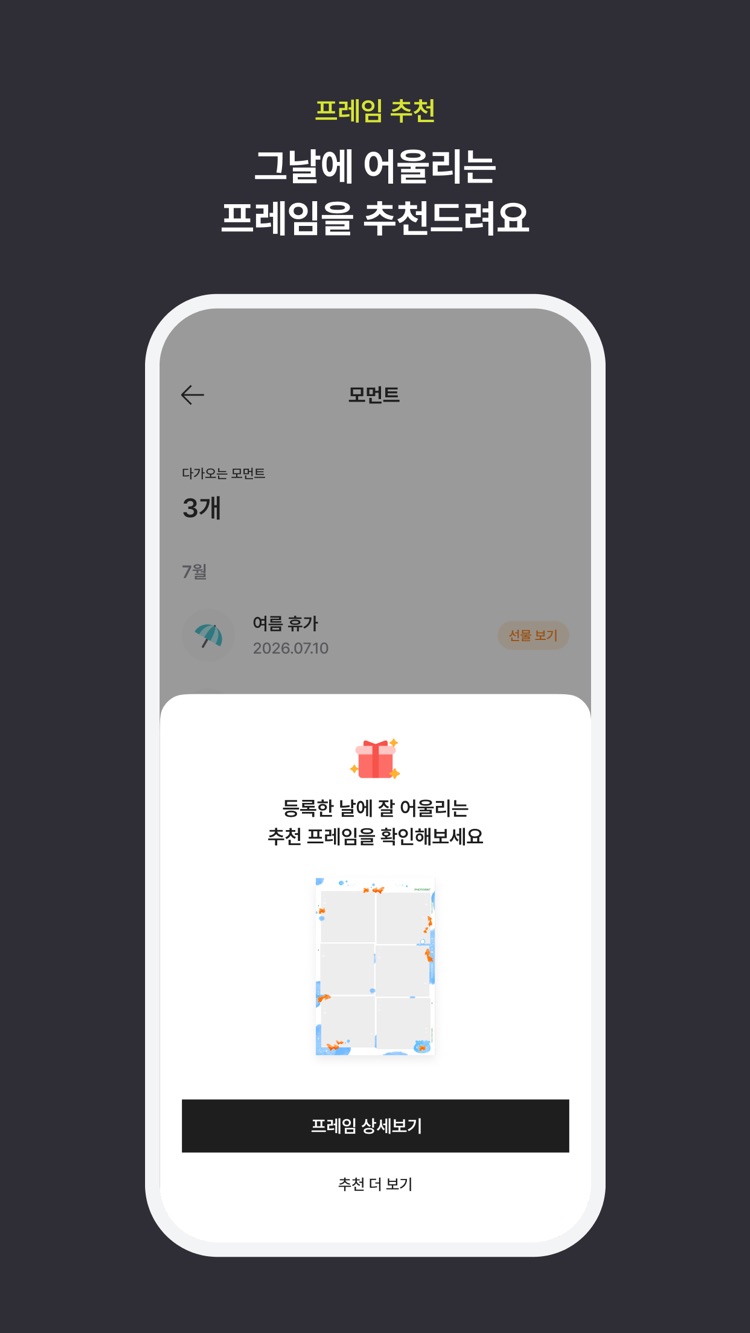 프레임 추천
그날에 어울리는
프레임을 추천드려요
모먼트
다가오는 모먼트
3개
7월
여름 휴가
2026.07.10
선물 보기
등록한 날에 잘 어울리는
추천 프레임을 확인해보세요
프레임 상세보기
추천 더 보기